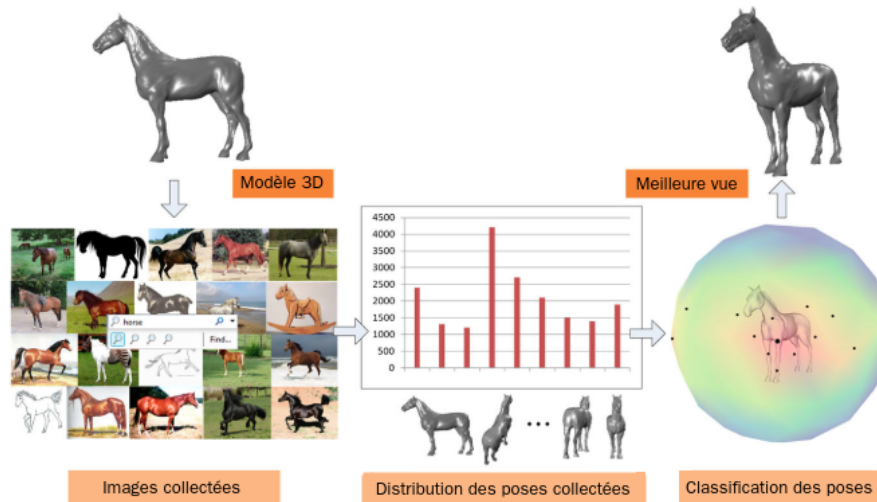 Modèle 3D
Meilleure vue
horse
Find...
4500
4000
3500
3000
2500
2000
1500
1000
500
0
Images collectées
Distribution des poses collectées
Classification des poses